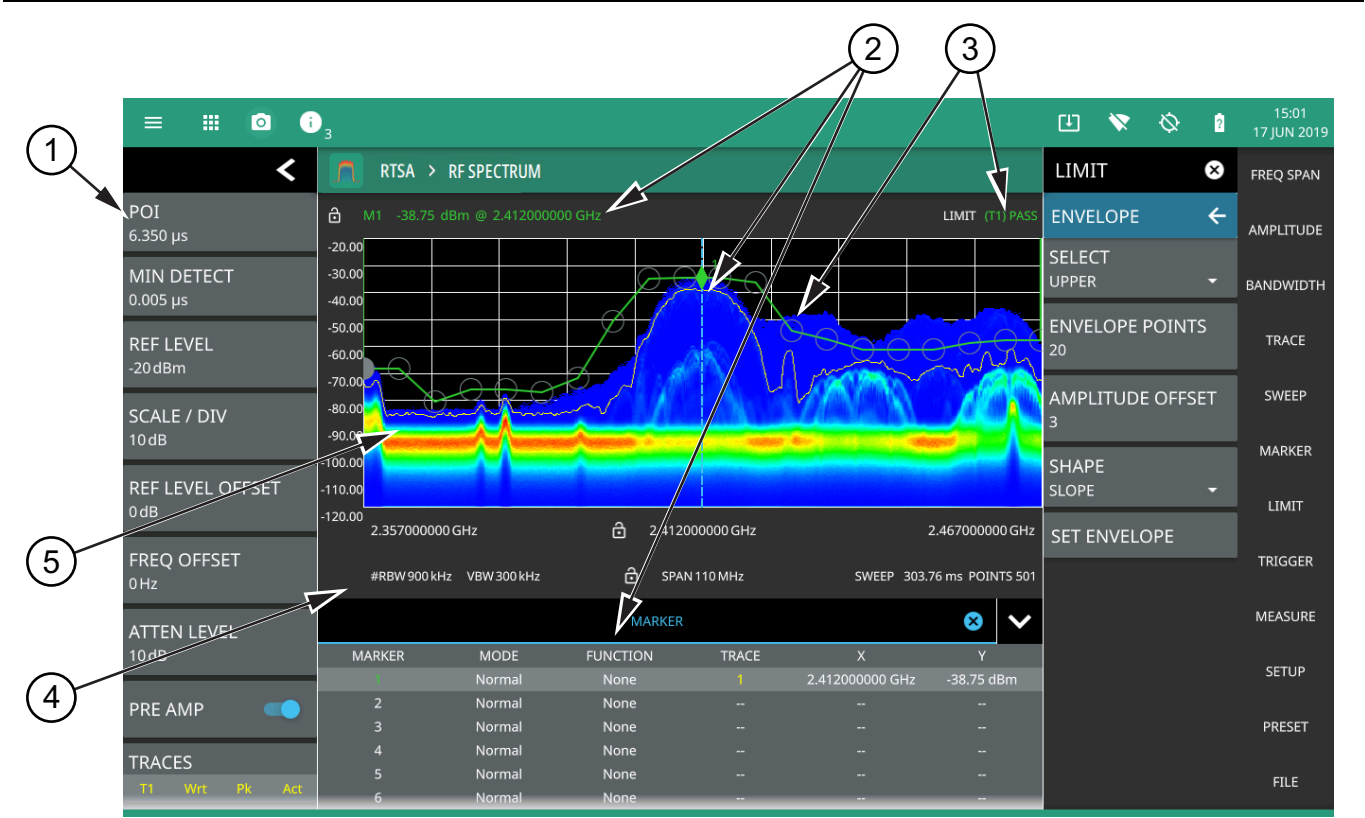 2
3
1
3
15:01
17 JUN 2019
RTSA > RF SPECTRUM
LIMIT
FREQ SPAN
POI
6.350 µs
M1 -38.75 dBm @ 2.412000000 GHz
LIMIT (T1) PASS
ENVELOPE
AMPLITUDE
-20.00
-30.00
-40.00
-50.00
-60.00
-70.00
-80.00
-90.00
-100.00
-110.00
-120.00
1
MIN DETECT
0.005 µs
REF LEVEL
-20 dBm
SCALE / DIV
10 dB
REF LEVEL OFFSET
0 dB
FREQ OFFSET
0 Hz
ATTEN LEVEL
10 dB
PRE AMP
TRACES
T1 Wrt Pk Act
5
4
2.357000000 GHz 2.412000000 GHz 2.467000000 GHz
#RBW 900 kHz VBW 300 kHz SPAN 110 MHz SWEEP 303.76 ms POINTS 501
MARKER
MARKER MODE FUNCTION TRACE X Y
1 Normal None 1 2.412000000 GHz -38.75 dBm
2 Normal None -- -- --
3 Normal None -- -- --
4 Normal None -- -- --
5 Normal None -- -- --
6 Normal None -- -- --
SELECT
UPPER
ENVELOPE POINTS
20
AMPLITUDE OFFSET
3
SHAPE
SLOPE
SET ENVELOPE
BANDWIDTH
TRACE
SWEEP
MARKER
LIMIT
TRIGGER
MEASURE
SETUP
PRESET
FILE